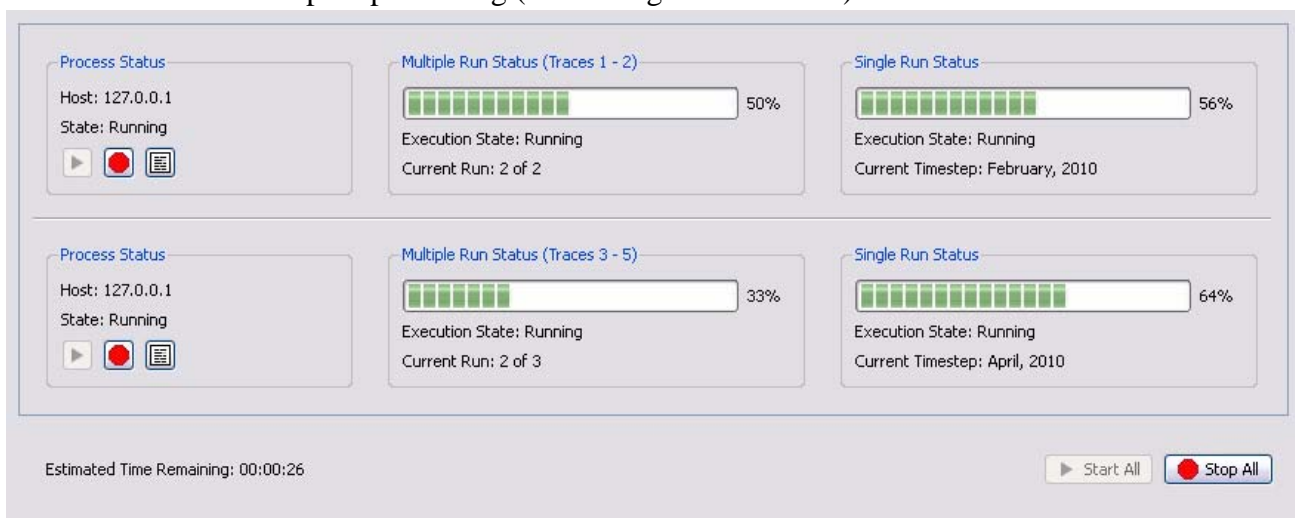 Process Status
Host: 127.0.0.1
State: Running
Multiple Run Status (Traces 1 - 2)
50%
Execution State: Running
Current Run: 2 of 2
Single Run Status
56%
Execution State: Running
Current Timestep: February, 2010
Process Status
Host: 127.0.0.1
State: Running
Multiple Run Status (Traces 3 - 5)
33%
Execution State: Running
Current Run: 2 of 3
Single Run Status
64%
Execution State: Running
Current Timestep: April, 2010
Estimated Time Remaining: 00:00:26
Start All
Stop All